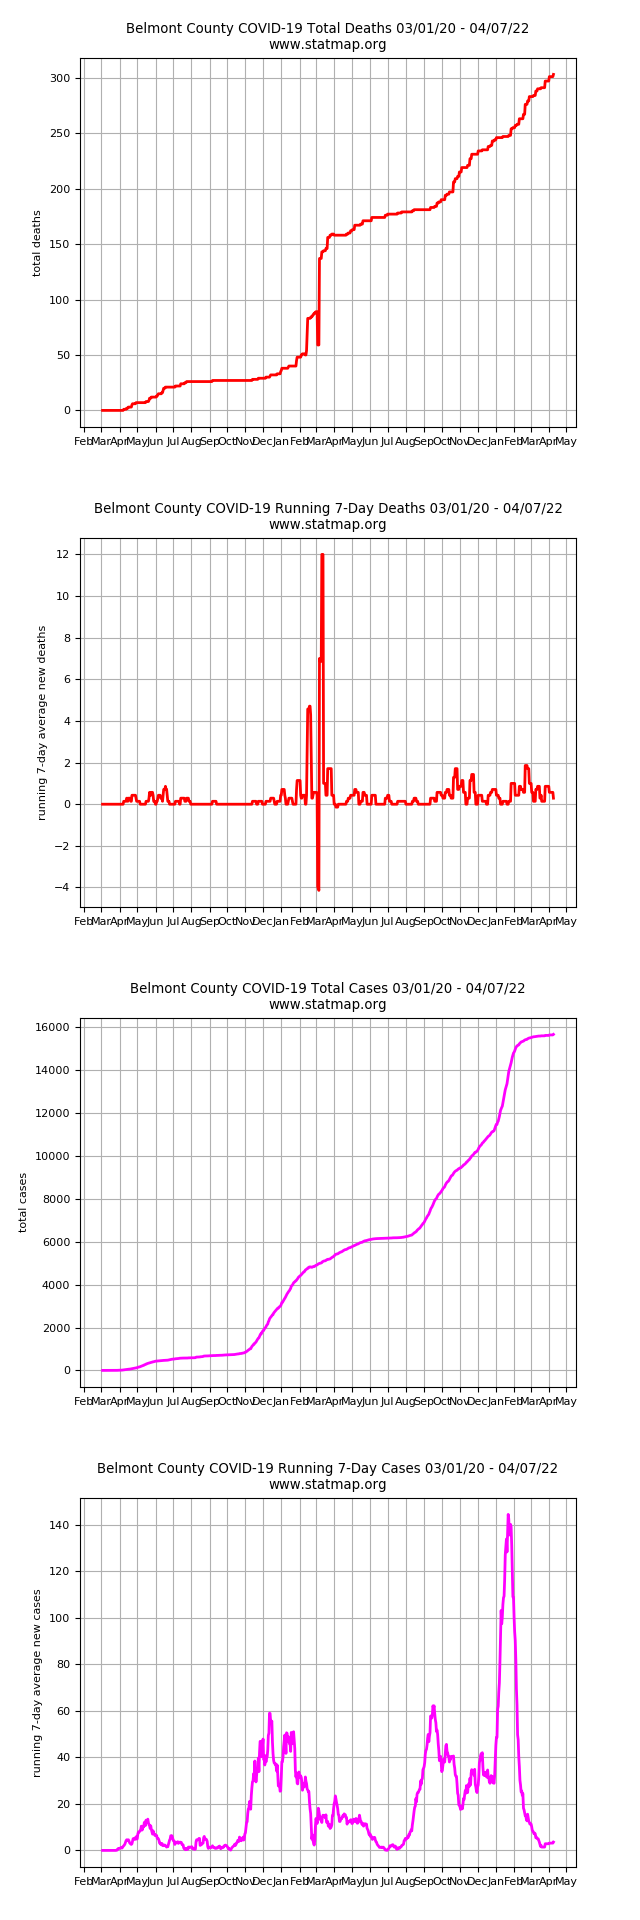 Belmont County COVID-19 Total Deaths 03/01/20 - 04/07/22
www.statmap.org
300
250
200
150
100
50
0
total deaths
Feb Mar Apr May Jun Jul Aug Sep Oct Nov Dec Jan Feb Mar Apr May Jun Jul Aug Sep Oct Nov Dec Jan Feb Mar Apr May
Belmont County COVID-19 Running 7-Day Deaths 03/01/20 - 04/07/22
www.statmap.org
12
10
8
6
4
2
0
−2
−4
running 7-day average new deaths
Feb Mar Apr May Jun Jul Aug Sep Oct Nov Dec Jan Feb Mar Apr May Jun Jul Aug Sep Oct Nov Dec Jan Feb Mar Apr May
Belmont County COVID-19 Total Cases 03/01/20 - 04/07/22
www.statmap.org
16000
14000
12000
10000
8000
6000
4000
2000
0
total cases
Feb Mar Apr May Jun Jul Aug Sep Oct Nov Dec Jan Feb Mar Apr May Jun Jul Aug Sep Oct Nov Dec Jan Feb Mar Apr May
Belmont County COVID-19 Running 7-Day Cases 03/01/20 - 04/07/22
www.statmap.org
140
120
100
80
60
40
20
0
running 7-day average new cases
Feb Mar Apr May Jun Jul Aug Sep Oct Nov Dec Jan Feb Mar Apr May Jun Jul Aug Sep Oct Nov Dec Jan Feb Mar Apr May